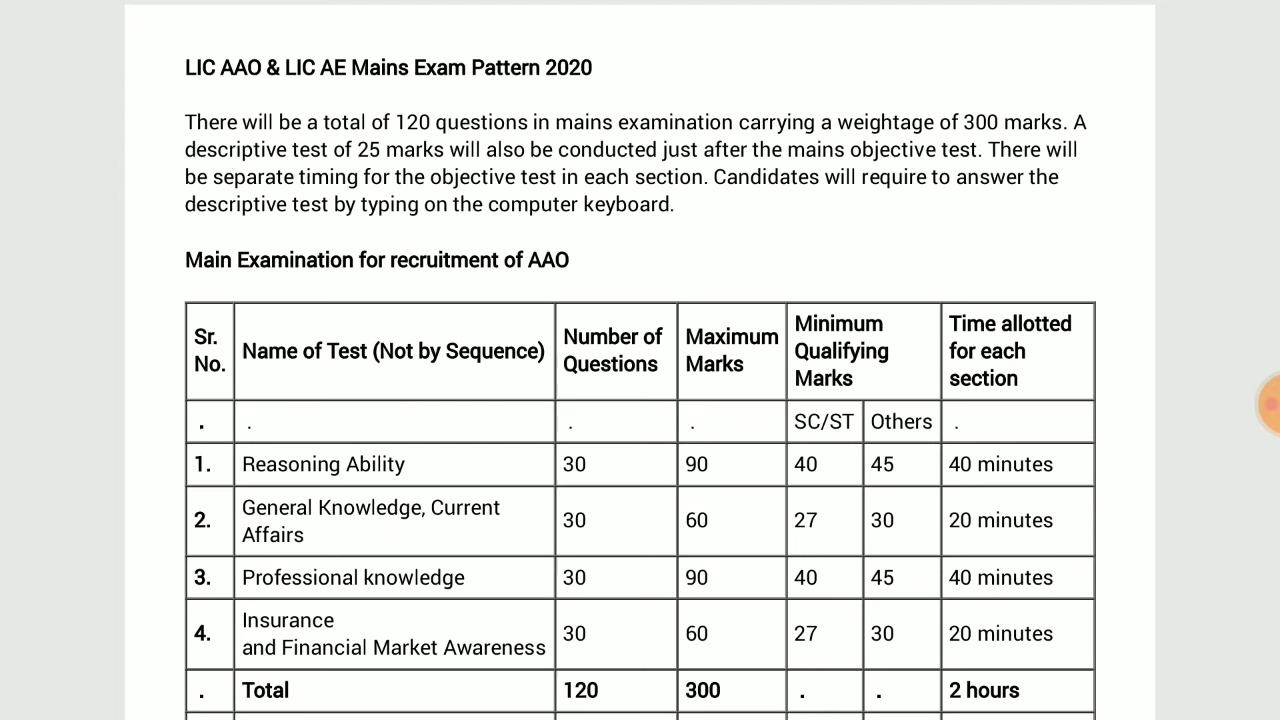 LIC AAO & LIC AE Mains Exam Pattern 2020
There will be a total of 120 questions in mains examination carrying a weightage of 300 marks. A
descriptive test of 25 marks will also be conducted just after the mains objective test. There will
be separate timing for the objective test in each section. Candidates will require to answer the
descriptive test by typing on the computer keyboard.
Main Examination for recruitment of AAO
Sr. No. Name of Test (Not by Sequence) Number of Questions Maximum Marks Minimum Qualifying Marks Time allotted for each section
. . . . SC/ST Others .
1. Reasoning Ability 30 90 40 45 40 minutes
2. General Knowledge, Current Affairs 30 60 27 30 20 minutes
3. Professional knowledge 30 90 40 45 40 minutes
4. Insurance and Financial Market Awareness 30 60 27 30 20 minutes
. Total 120 300 . . 2 hours